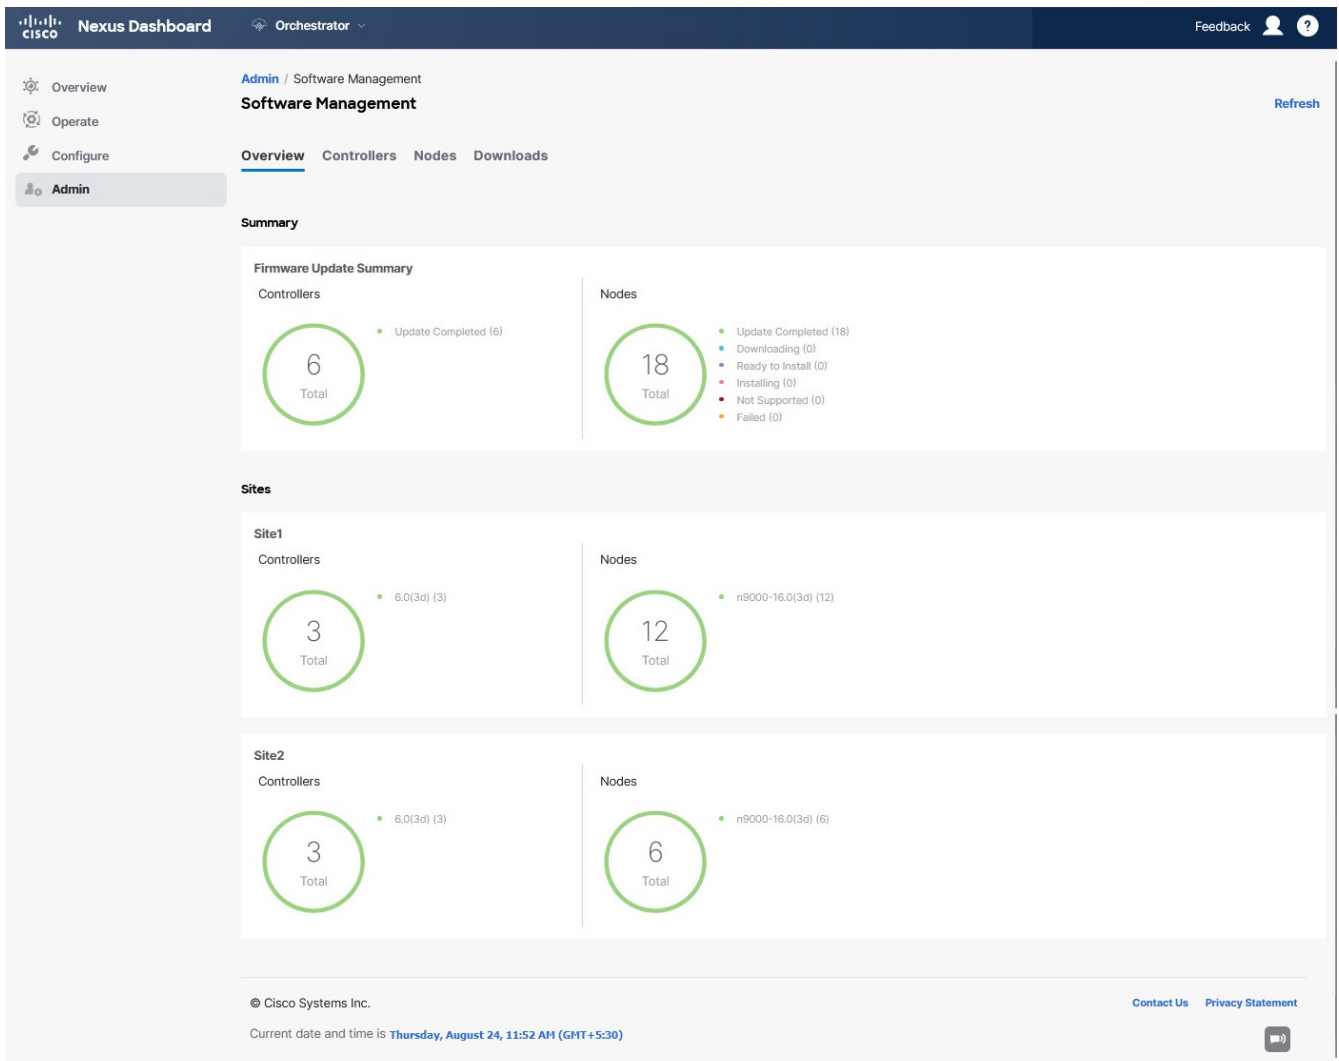 cisco Nexus Dashboard Orchestrator Feedback ?
Overview
Operate
Configure
Admin
Admin / Software Management
Software Management
Refresh
Overview Controllers Nodes Downloads
Summary
Firmware Update Summary
Controllers
6
Total
Update Completed (6)
Nodes
18
Total
Update Completed (18)
Downloading (0)
Ready to Install (0)
Installing (0)
Not Supported (0)
Failed (0)
Sites
Site1
Controllers
3
Total
6.0(3d) (3)
Nodes
12
Total
n9000-16.0(3d) (12)
Site2
Controllers
3
Total
6.0(3d) (3)
Nodes
6
Total
n9000-16.0(3d) (6)
© Cisco Systems Inc.
Contact Us Privacy Statement
Current date and time is Thursday, August 24, 11:52 AM (GMT+5:30)